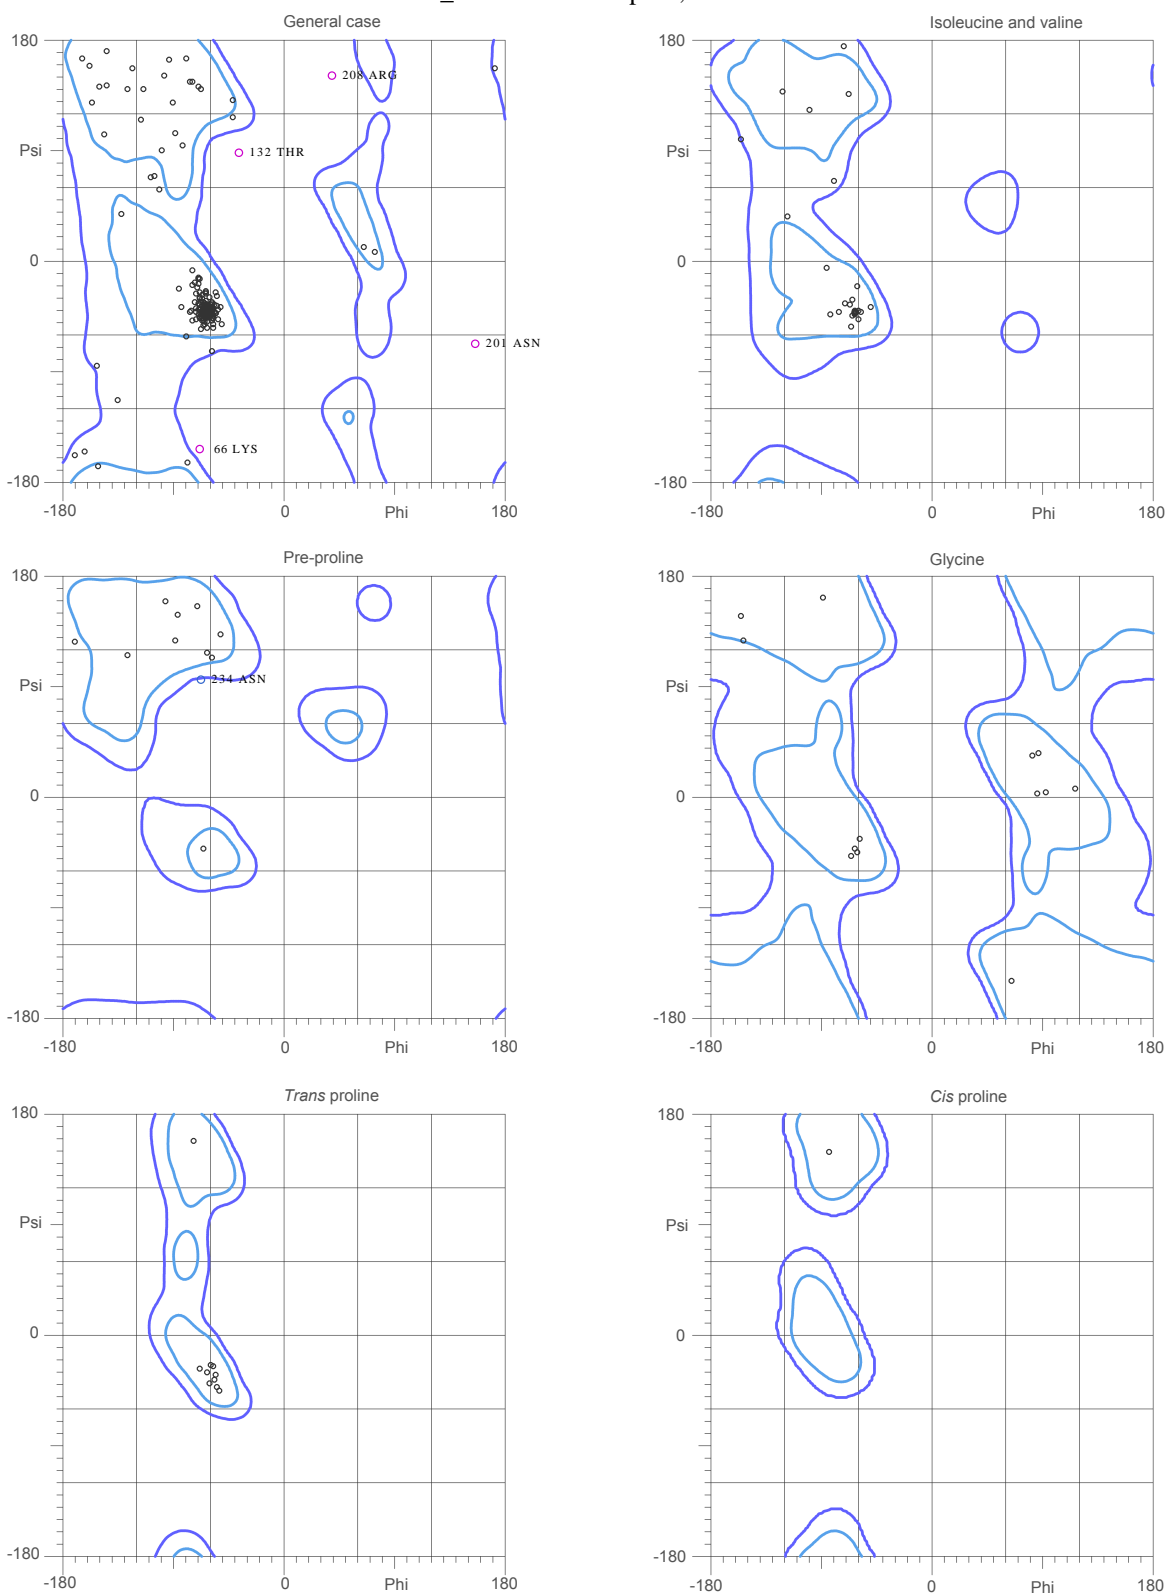 General case
Isoleucine and valine
180
208 ARG
Psi
132 THR
0
201 ASN
66 LYS
-180
-180
0
Phi
180
180
Psi
0
-180
-180
0
Phi
180
Pre-proline
Glycine
180
Psi
234 ASN
0
-180
-180
0
Phi
180
180
Psi
0
-180
-180
0
Phi
180
Trans proline
Cis proline
180
Psi
0
-180
-180
0
Phi
180
180
Psi
0
-180
-180
0
Phi
180